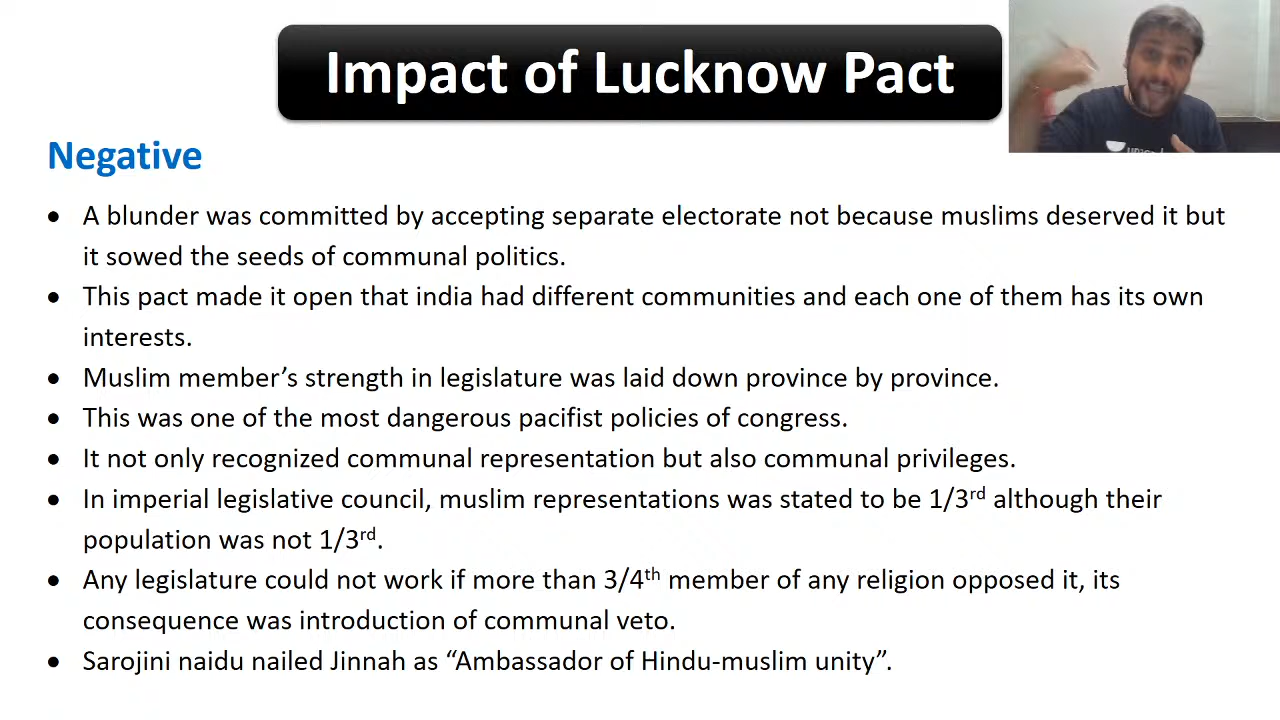 Impact of Lucknow Pact
Negative
• A blunder was committed by accepting separate electorate not because muslims deserved it but
it sowed the seeds of communal politics.
• This pact made it open that india had different communities and each one of them has its own
interests.
• Muslim member’s strength in legislature was laid down province by province.
• This was one of the most dangerous pacifist policies of congress.
• It not only recognized communal representation but also communal privileges.
• In imperial legislative council, muslim representations was stated to be 1/3rd although their
population was not 1/3rd.
• Any legislature could not work if more than 3/4th member of any religion opposed it, its
consequence was introduction of communal veto.
• Sarojini naidu nailed Jinnah as “Ambassador of Hindu-muslim unity”.